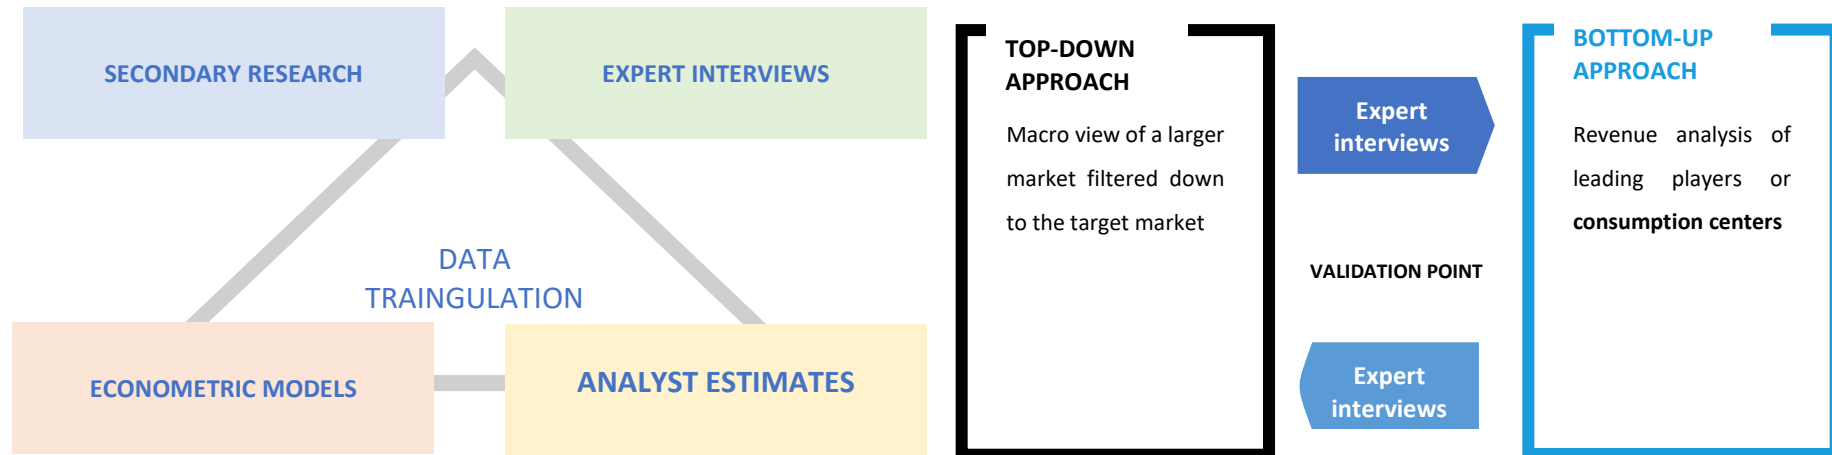 SECONDARY RESEARCH
EXPERT INTERVIEWS
DATA
TRAINGULATION
ECONOMETRIC MODELS
ANALYST ESTIMATES
TOP-DOWN
APPROACH
Macro view of a larger
market filtered down
to the target market
Expert
interviews
VALIDATION POINT
Expert
interviews
BOTTOM-UP
APPROACH
Revenue analysis of
leading players or
consumption centers